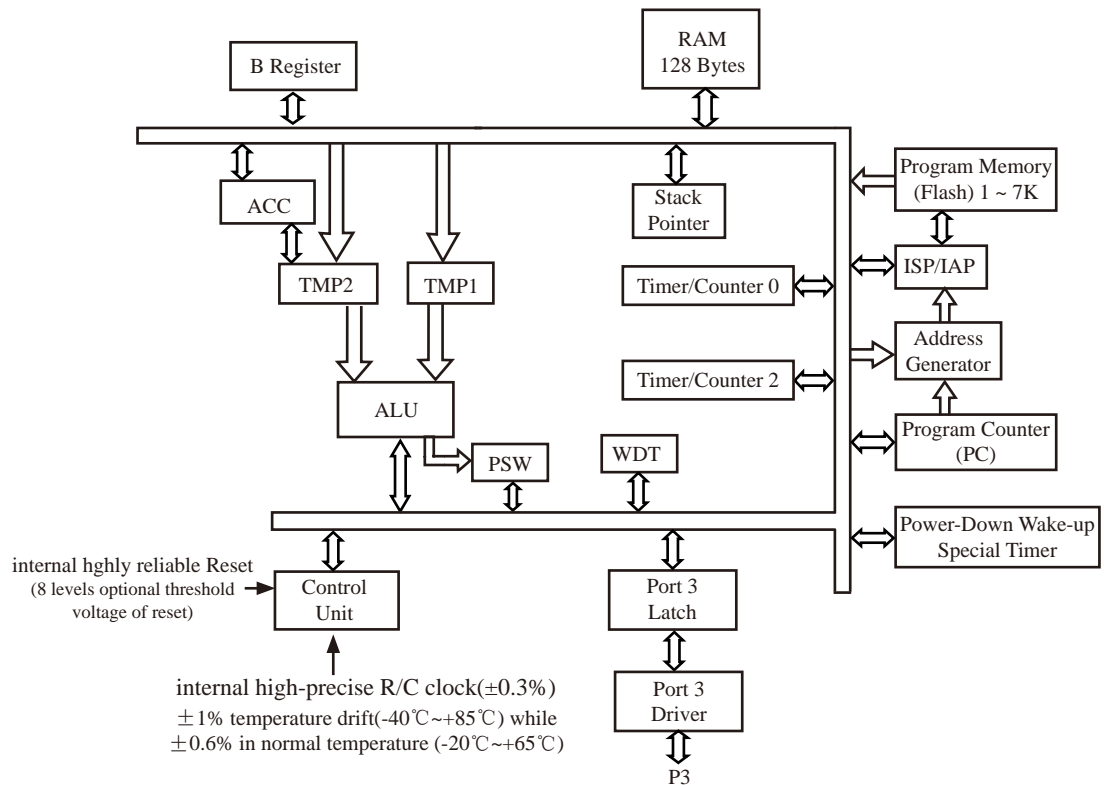 B Register
RAM
128 Bytes
ACC
Stack
Pointer
Program Memory
(Flash) 1 ~ 7K
TMP2
TMP1
Timer/Counter 0
ISP/IAP
Address
Generator
Timer/Counter 2
ALU
PSW
WDT
Program Counter
(PC)
Power-Down Wake-up
Special Timer
internal hghly reliable Reset
(8 levels optional threshold
voltage of reset)
Control
Unit
Port 3
Latch
internal high-precise R/C clock(±0.3%)
±1% temperature drift(-40℃~+85℃) while
±0.6% in normal temperature (-20℃~+65℃)
Port 3
Driver
P3